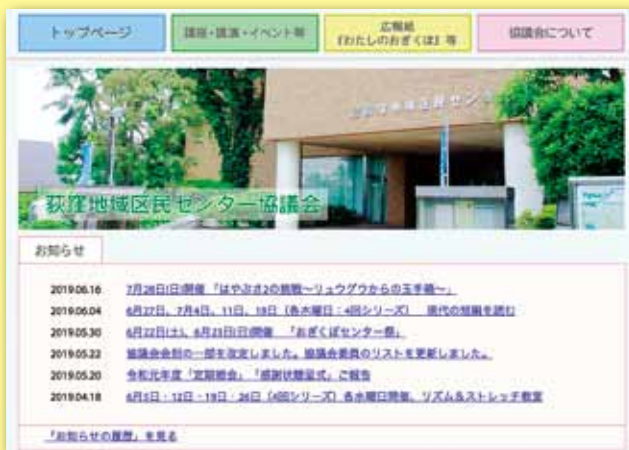 トップページ
講座・講演・イベント等
広報紙
『わたしのおぎくぼ』等
協議会について
荻窪地域区民センター
荻窪地域区民センター協議会
お知らせ
2019.06.16 7月28日(日)開催 「はやぶさ2の挑戦～リュウグウからの玉手箱～」
2019.06.04 6月27日、7月4日、11日、18日（各木曜日：4回シリーズ） 現代の短編を読む
2019.05.30 6月22日(土)、6月23日(日)開催 「おぎくぼセンター祭」
2019.05.22 協議会会則の一部を改定しました。協議会委員のリストを更新しました。
2019.05.20 令和元年度「定期総会」「感謝状贈呈式」ご報告
2019.04.18 6月5日・12日・19日・26日（4回シリーズ）各水曜日開催、リズム＆ストレッチ教室
「お知らせの履歴」を見る